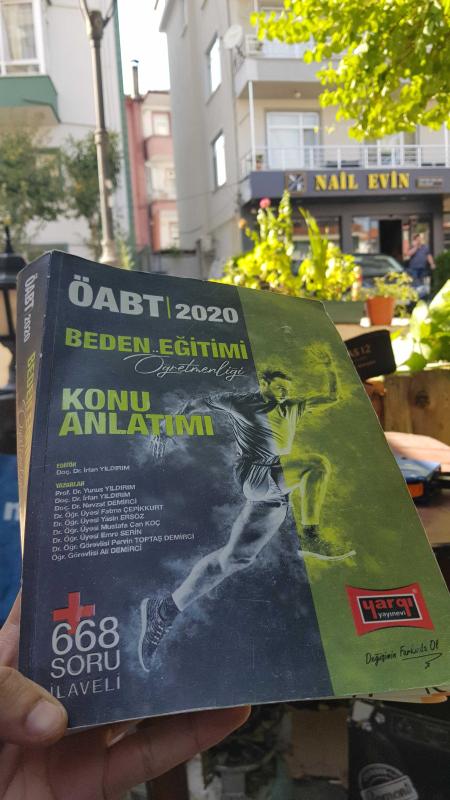 NAIL EVIN
ÖABT 2020
ÖABT | 2020
BEDEN EĞİTİMİ
Öğretmenliği
KONU
ANLATIMI
EDİTÖR
Doç. Dr. İrfan YILDIRIM
YAZARLAR
Prof. Dr. Yunus YILDIRIM
Doç. Dr. İrfan YILDIRIM
Doç. Dr. Nevzat DEMİRCİ
Dr. Öğr. Üyesi Fatma ÇEPİKKURT
Dr. Öğr. Üyesi Yasin ERSÖZ
Dr. Öğr. Üyesi Mustafa Can KOÇ
Dr. Öğr. Üyesi Emre SERİN
Dr. Öğr. Görevlisi Pervin TOPTAŞ DEMİRCİ
Öğr. Görevlisi Ali DEMİRCİ
668
SORU
İLAVELİ
yargı
yayınevi
Değişimin Farkında Ol